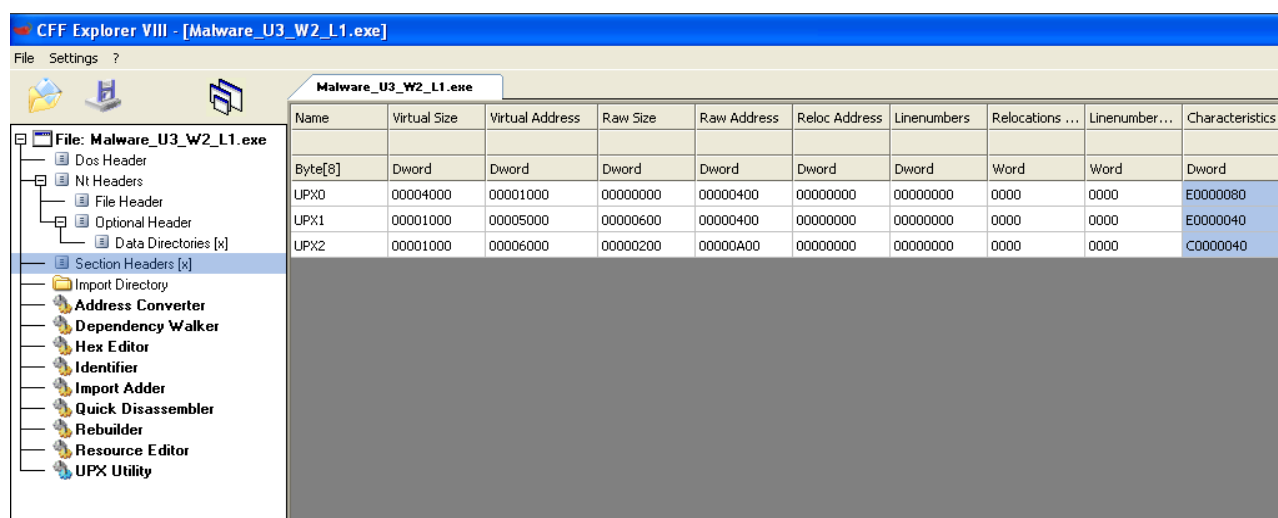 CFF Explorer VIII - [Malware_U3_W2_L1.exe]
File Settings ?
Malware_U3_W2_L1.exe
File: Malware_U3_W2_L1.exe
Dos Header
Nt Headers
File Header
Optional Header
Data Directories [x]
Section Headers [x]
Import Directory
Address Converter
Dependency Walker
Hex Editor
Identifier
Import Adder
Quick Disassembler
Rebuilder
Resource Editor
UPX Utility
Name Virtual Size Virtual Address Raw Size Raw Address Reloc Address Linenumbers Relocations ... Linenumber... Characteristics
Byte[8] Dword Dword Dword Dword Dword Dword Word Word Dword
UPX0 00004000 00001000 00000000 00000400 00000000 00000000 0000 0000 E0000080
UPX1 00001000 00005000 00000600 00000400 00000000 00000000 0000 0000 E0000040
UPX2 00001000 00006000 00000200 00000A00 00000000 00000000 0000 0000 C0000040